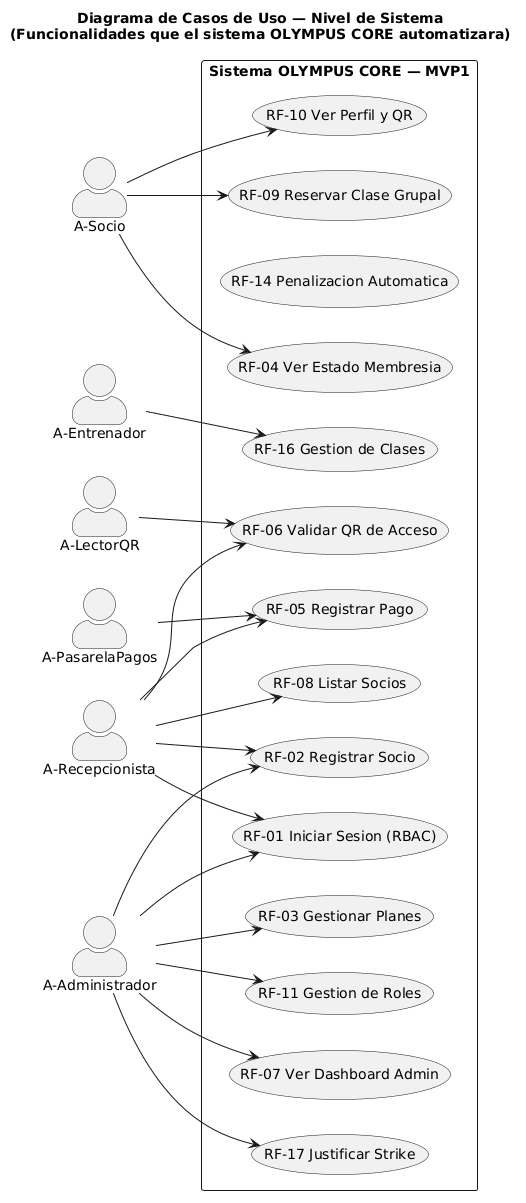 Diagrama de Casos de Uso — Nivel de Sistema
(Funcionalidades que el sistema OLYMPUS CORE automatizara)
Sistema OLYMPUS CORE — MVP1
RF-10 Ver Perfil y QR
RF-09 Reservar Clase Grupal
A-Socio
RF-14 Penalizacion Automatica
RF-04 Ver Estado Membresia
A-Entrenador
RF-16 Gestion de Clases
RF-06 Validar QR de Acceso
A-LectorQR
RF-05 Registrar Pago
A-PasarelaPagos
RF-08 Listar Socios
RF-02 Registrar Socio
A-Recepcionista
RF-01 Iniciar Sesion (RBAC)
RF-03 Gestionar Planes
A-Administrador
RF-11 Gestion de Roles
RF-07 Ver Dashboard Admin
RF-17 Justificar Strike